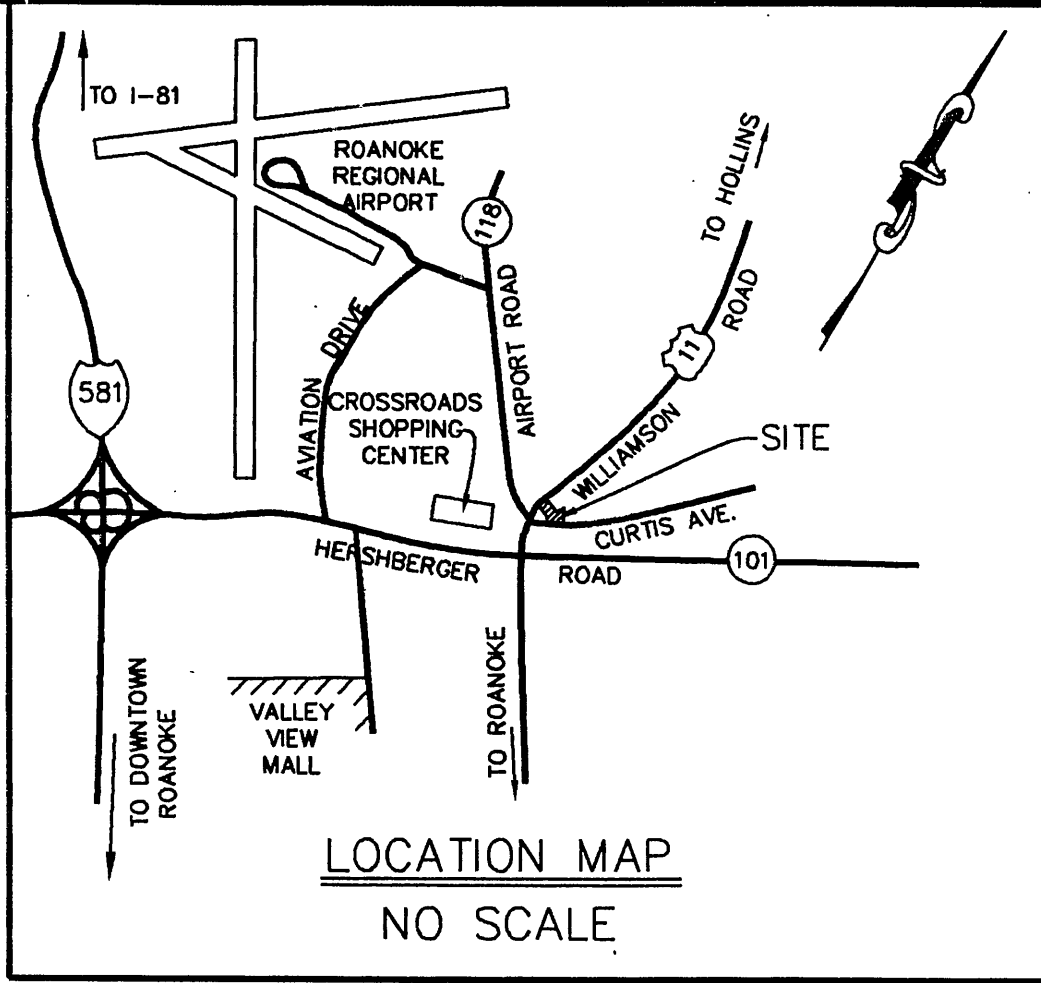 TO I-81
ROANOKE
REGIONAL
AIRPORT
118
TO HOLLINS
AIRPORT ROAD
WILLIAMSON ROAD
11
AVIATION DRIVE
581
CROSSROADS
SHOPPING
CENTER
SITE
CURTIS AVE.
HERSHBERGER ROAD
101
TO DOWNTOWN
ROANOKE
VALLEY
VIEW
MALL
TO ROANOKE
LOCATION MAP
NO SCALE